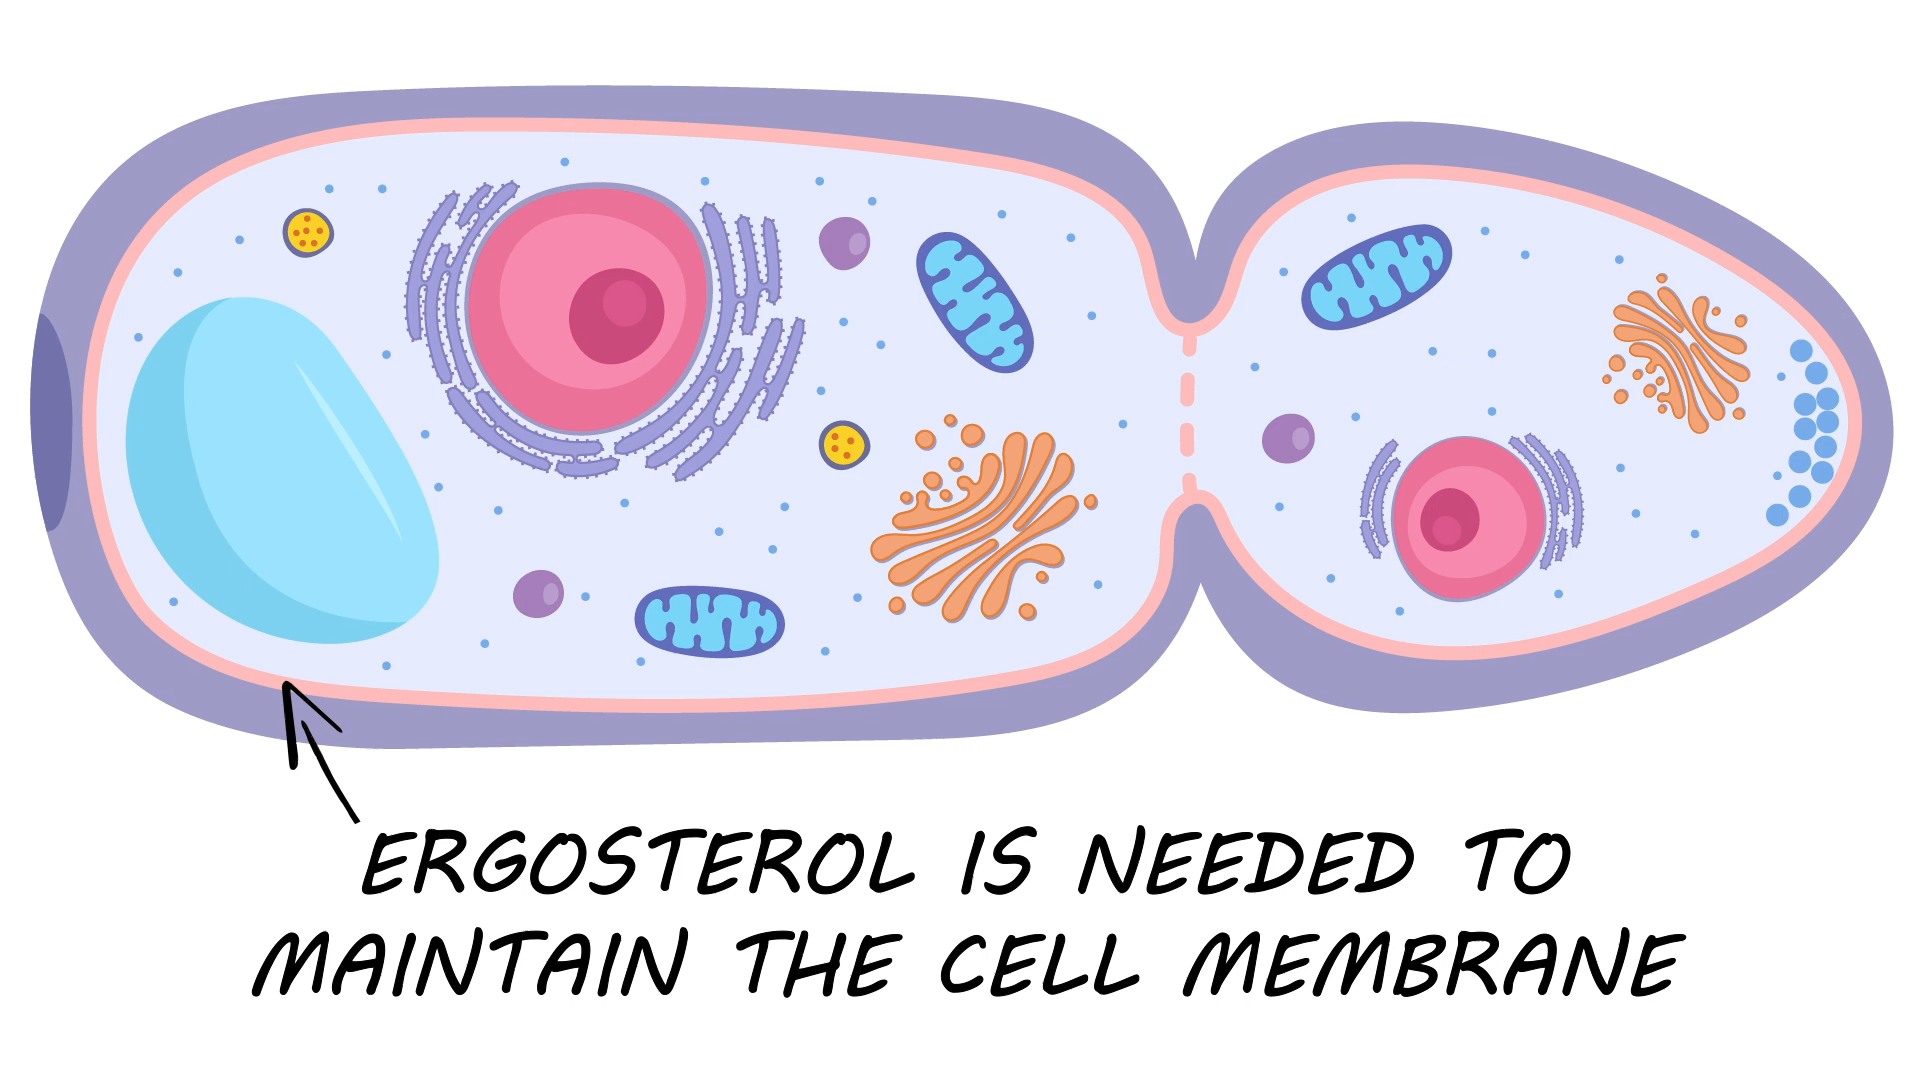 ERGOSTEROL IS NEEDED TO
MAINTAIN THE CELL MEMBRANE